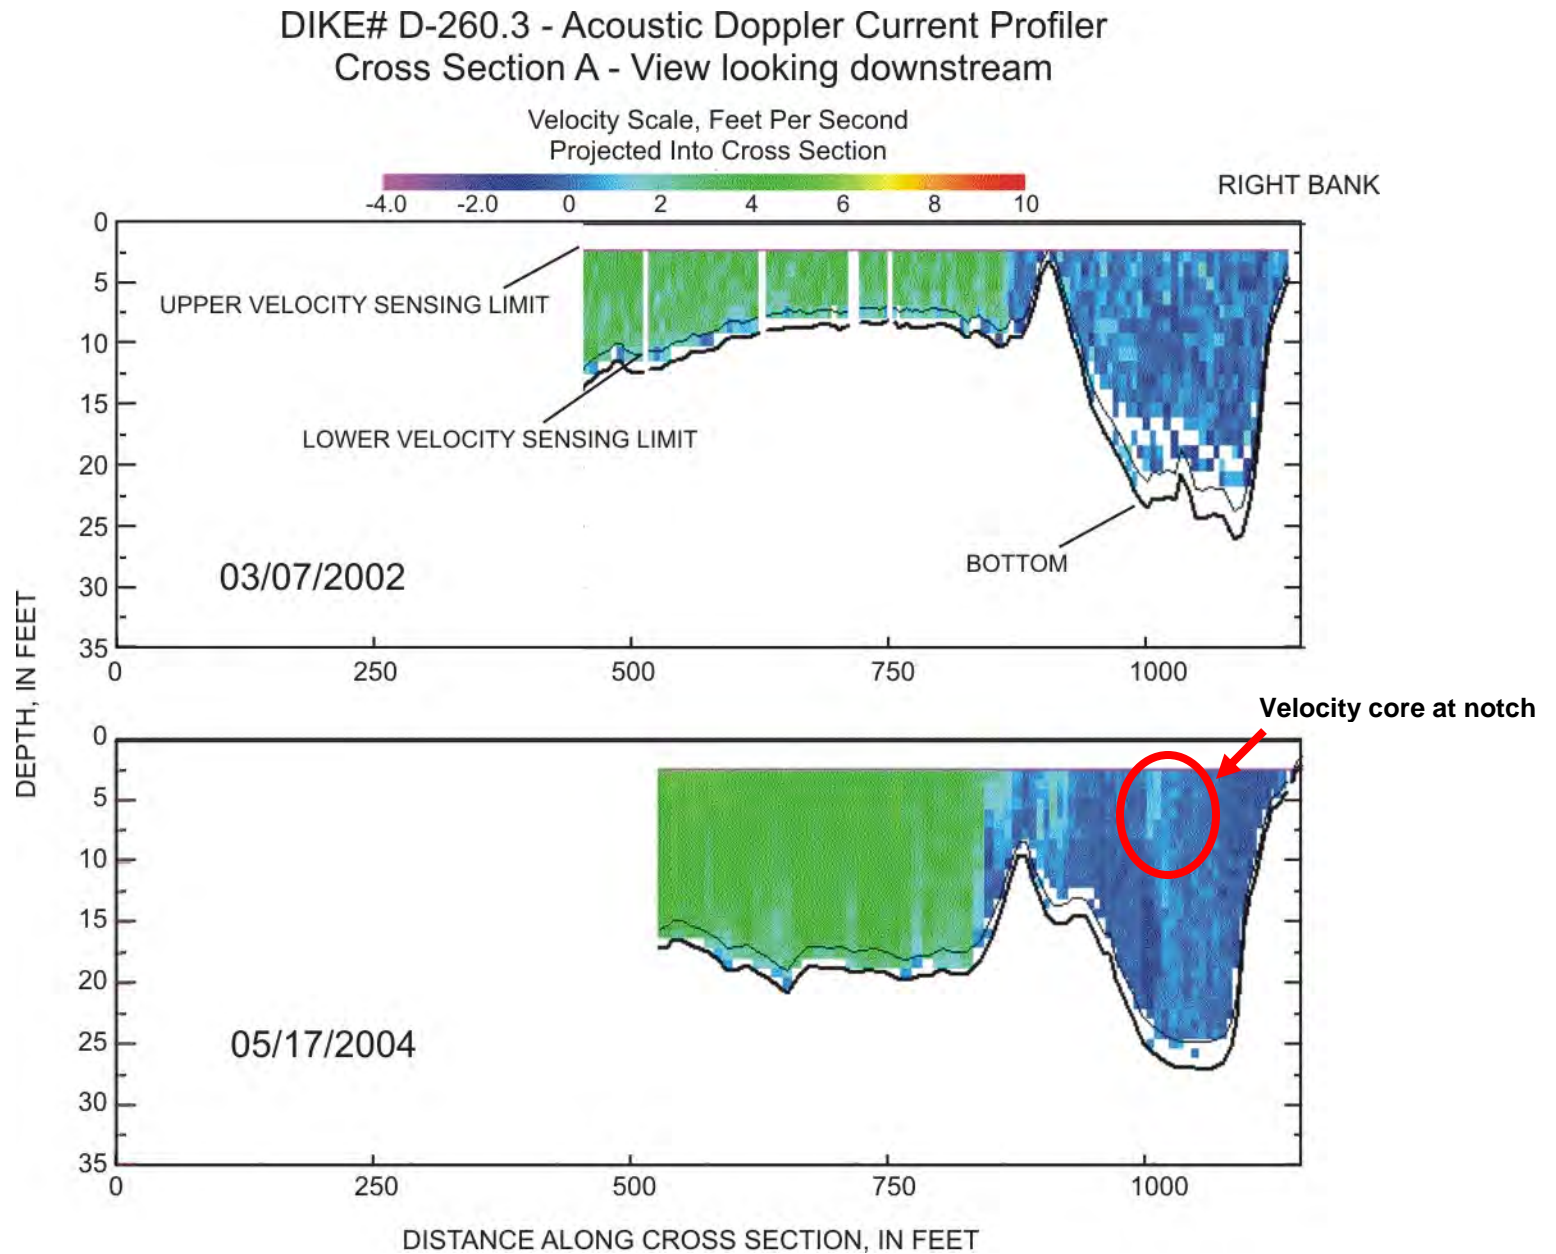 DIKE# D-260.3 - Acoustic Doppler Current Profiler
Cross Section A - View looking downstream
Velocity Scale, Feet Per Second
Projected Into Cross Section
-4.0 -2.0 0 2 4 6 8 10
RIGHT BANK
0
5
10
15
20
25
30
35
UPPER VELOCITY SENSING LIMIT
LOWER VELOCITY SENSING LIMIT
BOTTOM
03/07/2002
0 250 500 750 1000
DEPTH, IN FEET
Velocity core at notch
0
5
10
15
20
25
30
35
05/17/2004
0 250 500 750 1000
DISTANCE ALONG CROSS SECTION, IN FEET